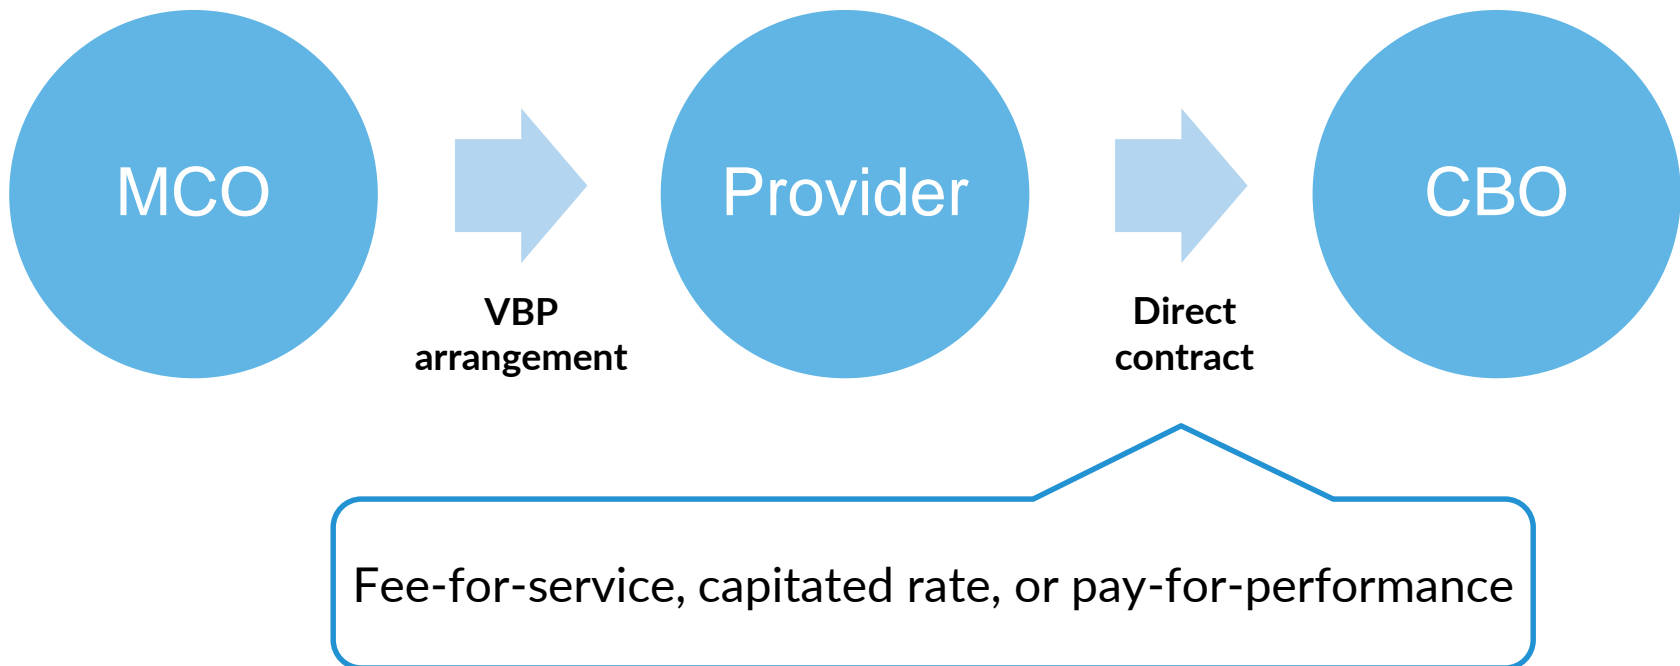 MCO
VBP
arrangement
Provider
Direct
contract
CBO
Fee-for-service, capitated rate, or pay-for-performance